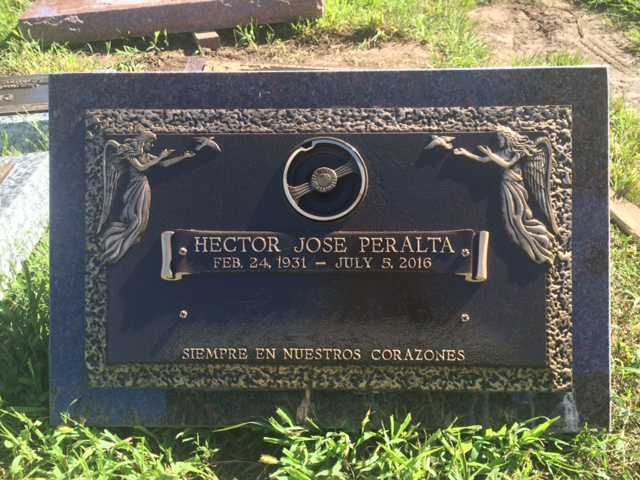 HECTOR JOSE PERALTA
FEB. 24, 1931 – JULY 5, 2016
SIEMPRE EN NUESTROS CORAZONES